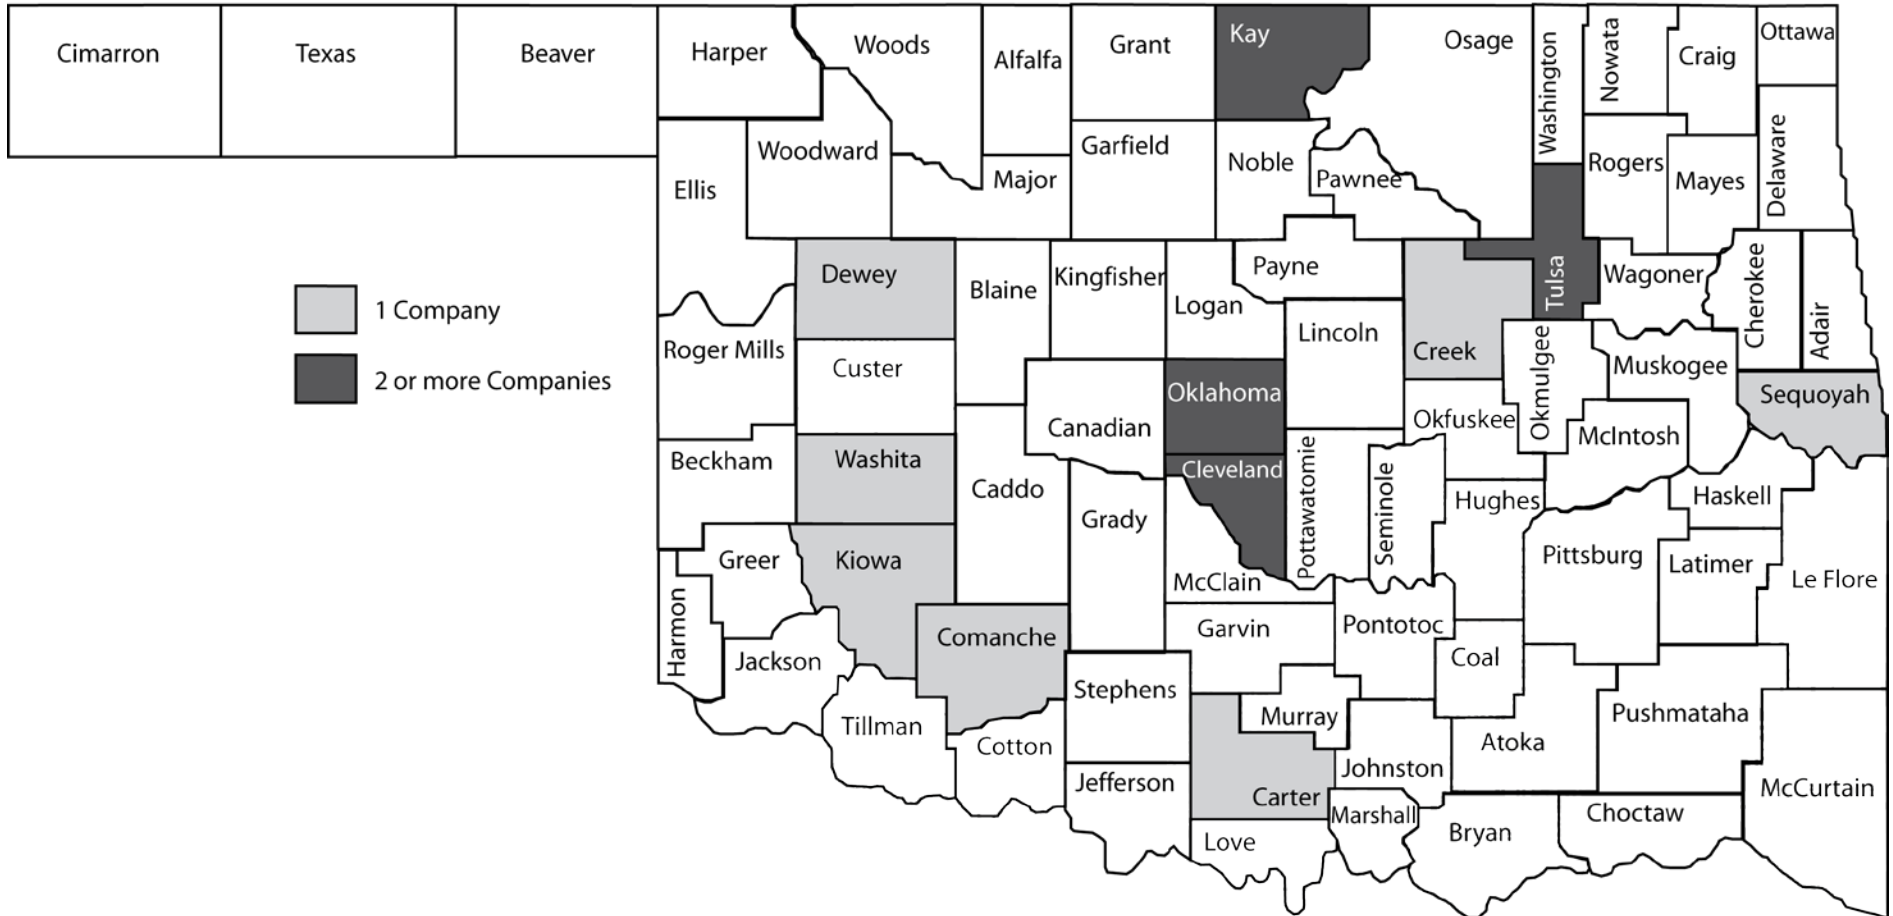 Cimarron
Texas
Beaver
Harper
Woods
Alfalfa
Grant
Kay
Osage
Washington
Nowata
Craig
Ottawa
Ellis
Woodward
Major
Garfield
Noble
Pawnee
Rogers
Mayes
Delaware
Dewey
Blaine
Kingfisher
Logan
Payne
Lincoln
Creek
Tulsa
Wagoner
Cherokee
Adair
1 Company
2 or more Companies
Roger Mills
Custer
Canadian
Oklahoma
Okfuskee
Okmulgee
Muskogee
McIntosh
Sequoyah
Beckham
Washita
Caddo
Grady
Cleveland
Pottawatomie
Seminole
Hughes
Haskell
Greer
Kiowa
McClain
Pittsburg
Latimer
Le Flore
Harmon
Jackson
Comanche
Garvin
Pontotoc
Coal
Stephens
Tillman
Cotton
Murray
Atoka
Pushmataha
Jefferson
Carter
Johnston
McCurtain
Love
Marshall
Bryan
Choctaw